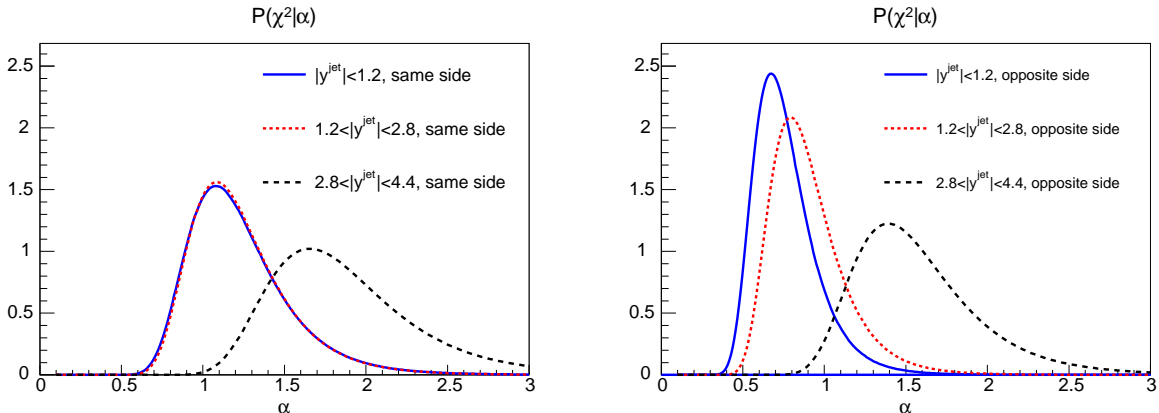 P(χ²|α)
2.5
2
1.5
1
0.5
0
|y^jet|<1.2, same side
1.2<|y^jet|<2.8, same side
2.8<|y^jet|<4.4, same side
0 0.5 1 1.5 2 2.5 3
α
P(χ²|α)
2.5
2
1.5
1
0.5
0
|y^jet|<1.2, opposite side
1.2<|y^jet|<2.8, opposite side
2.8<|y^jet|<4.4, opposite side
0 0.5 1 1.5 2 2.5 3
α